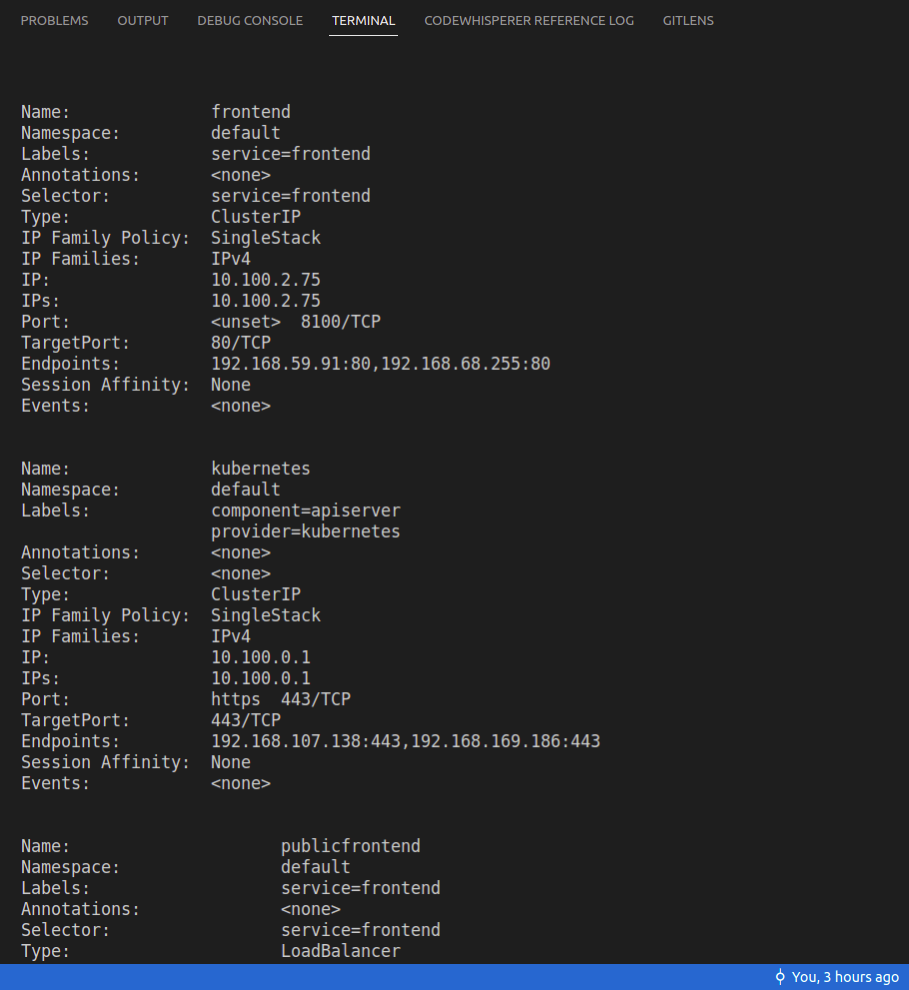 PROBLEMS OUTPUT DEBUG CONSOLE TERMINAL CODEWHISPERER REFERENCE LOG GITLENS
Name: frontend
Namespace: default
Labels: service=frontend
Annotations: <none>
Selector: service=frontend
Type: ClusterIP
IP Family Policy: SingleStack
IP Families: IPv4
IP: 10.100.2.75
IPs: 10.100.2.75
Port: <unset> 8100/TCP
TargetPort: 80/TCP
Endpoints: 192.168.59.91:80,192.168.68.255:80
Session Affinity: None
Events: <none>
Name: kubernetes
Namespace: default
Labels: component=apiserver
provider=kubernetes
Annotations: <none>
Selector: <none>
Type: ClusterIP
IP Family Policy: SingleStack
IP Families: IPv4
IP: 10.100.0.1
IPs: 10.100.0.1
Port: https 443/TCP
TargetPort: 443/TCP
Endpoints: 192.168.107.138:443,192.168.169.186:443
Session Affinity: None
Events: <none>
Name: publicfrontend
Namespace: default
Labels: service=frontend
Annotations: <none>
Selector: service=frontend
Type: LoadBalancer
You, 3 hours ago